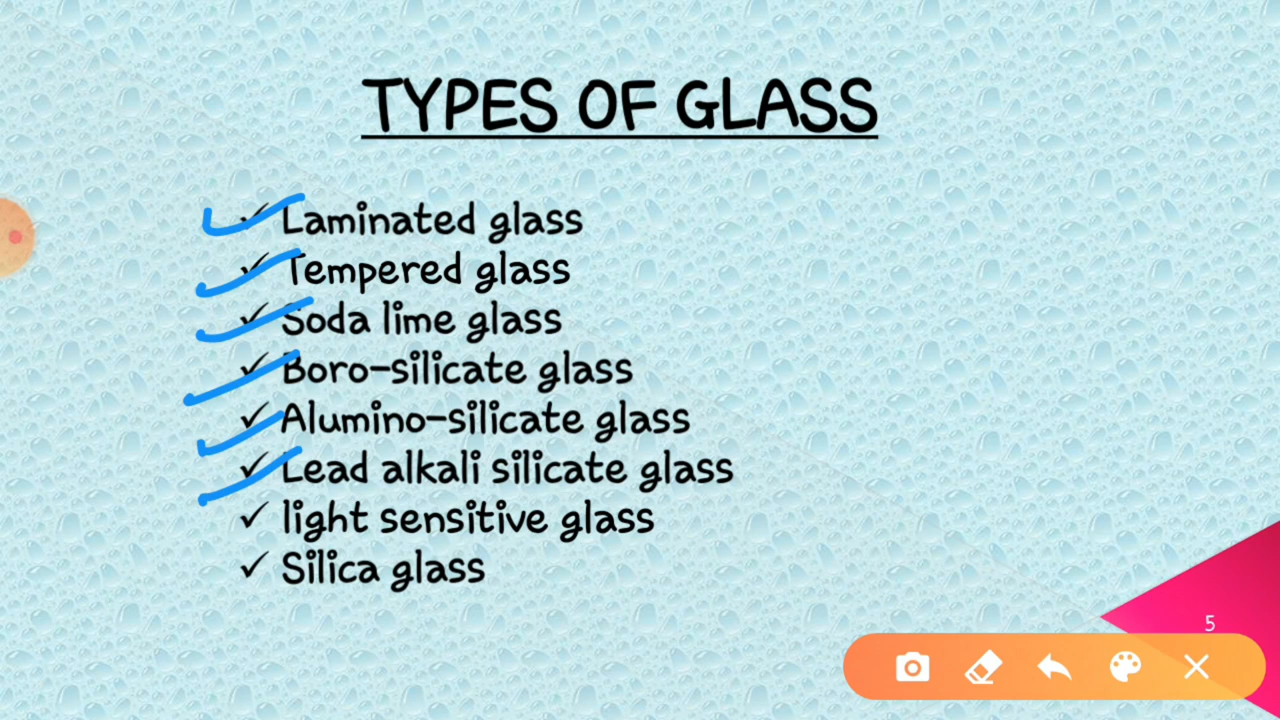 TYPES OF GLASS
✓ Laminated glass
✓ Tempered glass
✓ Soda lime glass
✓ Boro-silicate glass
✓ Alumino-silicate glass
✓ Lead alkali silicate glass
✓ light sensitive glass
✓ Silica glass
5